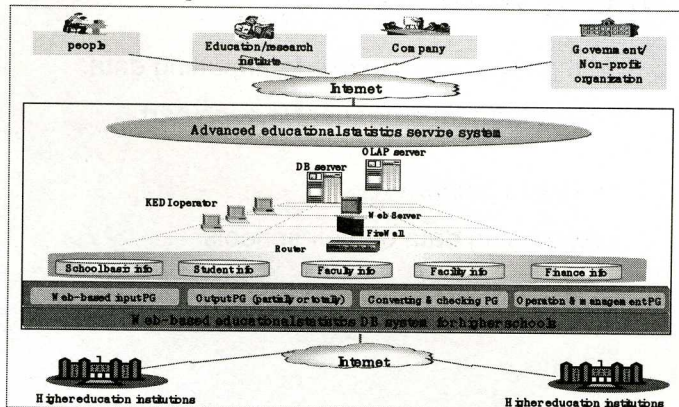 people
Education/research
institute
Company
Government/
Non-profit
organization
Internet
Advanced educational statistics service system
OLAP server
DB server
KEDI operator
Web Server
FireWall
Router
School basic info
Student info
Faculty info
Facility info
Finance info
Web-based input PG
Output PG (partially or totally)
Converting & checking PG
Operation & management PG
Web-based educational statistics DB system for higher schools
Internet
Higher education institutions
Higher education institutions